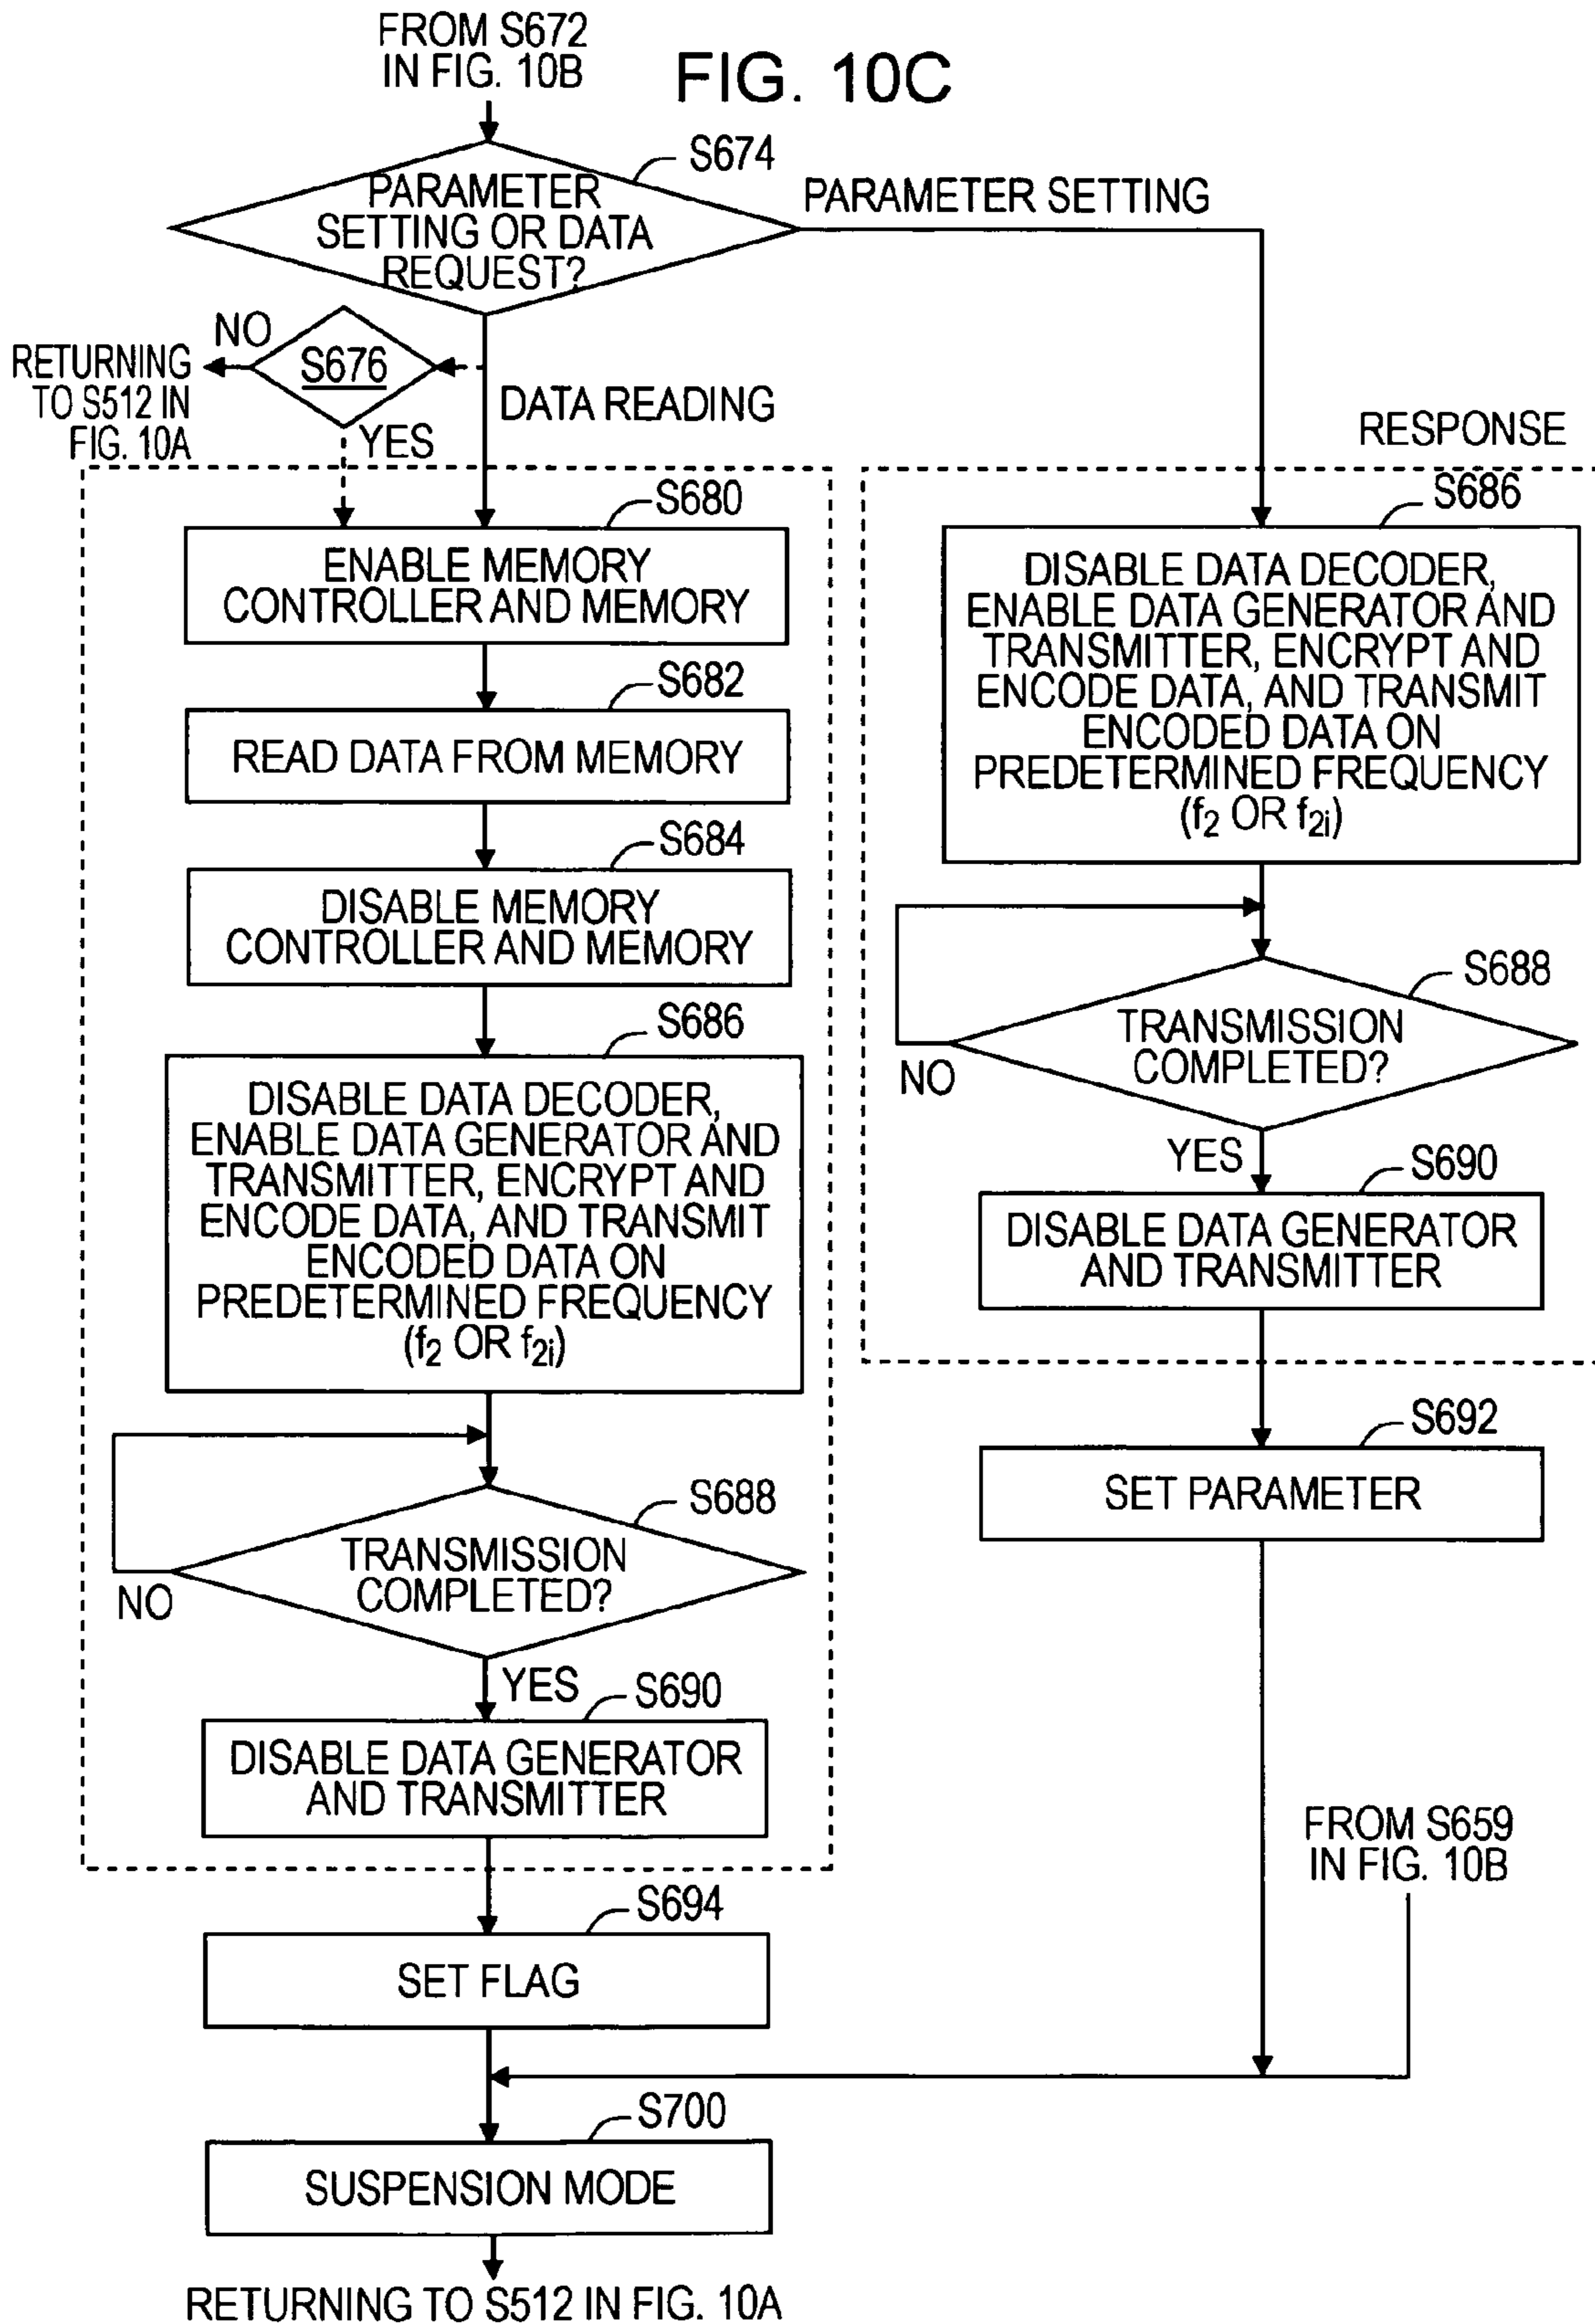 FROM S672
IN FIG. 10B
FIG. 10C
S674
PARAMETER
SETTING OR DATA
REQUEST?
PARAMETER SETTING
NO
S676
RETURNING
TO S512 IN
FIG. 10A
YES
DATA READING
RESPONSE
S680
ENABLE MEMORY
CONTROLLER AND MEMORY
S682
READ DATA FROM MEMORY
S684
DISABLE MEMORY
CONTROLLER AND MEMORY
S686
DISABLE DATA DECODER,
ENABLE DATA GENERATOR AND
TRANSMITTER, ENCRYPT AND
ENCODE DATA, AND TRANSMIT
ENCODED DATA ON
PREDETERMINED FREQUENCY
(f2 OR f2i)
S688
TRANSMISSION
COMPLETED?
NO
YES
S690
DISABLE DATA GENERATOR
AND TRANSMITTER
S694
SET FLAG
S686
DISABLE DATA DECODER,
ENABLE DATA GENERATOR AND
TRANSMITTER, ENCRYPT AND
ENCODE DATA, AND TRANSMIT
ENCODED DATA ON
PREDETERMINED FREQUENCY
(f2 OR f2i)
S688
TRANSMISSION
COMPLETED?
NO
YES
S690
DISABLE DATA GENERATOR
AND TRANSMITTER
S692
SET PARAMETER
FROM S659
IN FIG. 10B
S700
SUSPENSION MODE
RETURNING TO S512 IN FIG. 10A